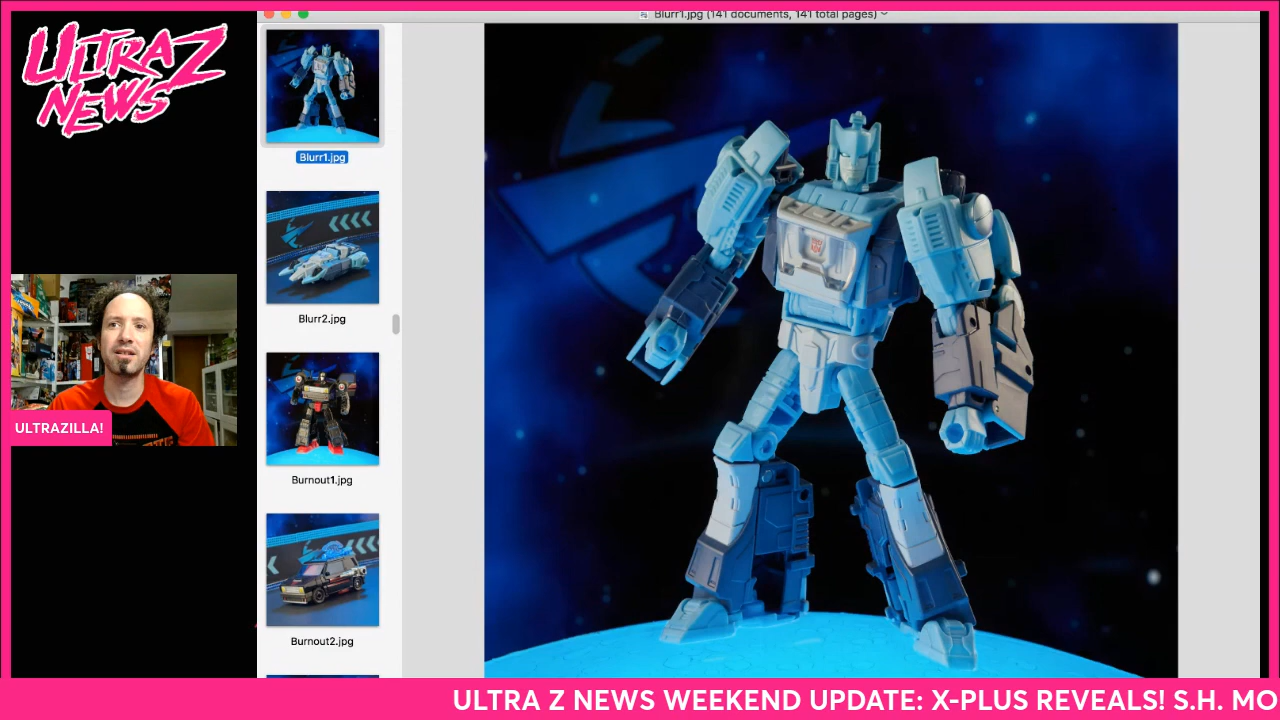 ULTRA Z
NEWS
Blurr1.jpg (141 documents, 141 total pages)
Blurr1.jpg
Blurr2.jpg
Burnout1.jpg
Burnout2.jpg
ULTRAZILLA!
ULTRA Z NEWS WEEKEND UPDATE: X-PLUS REVEALS! S.H. MO